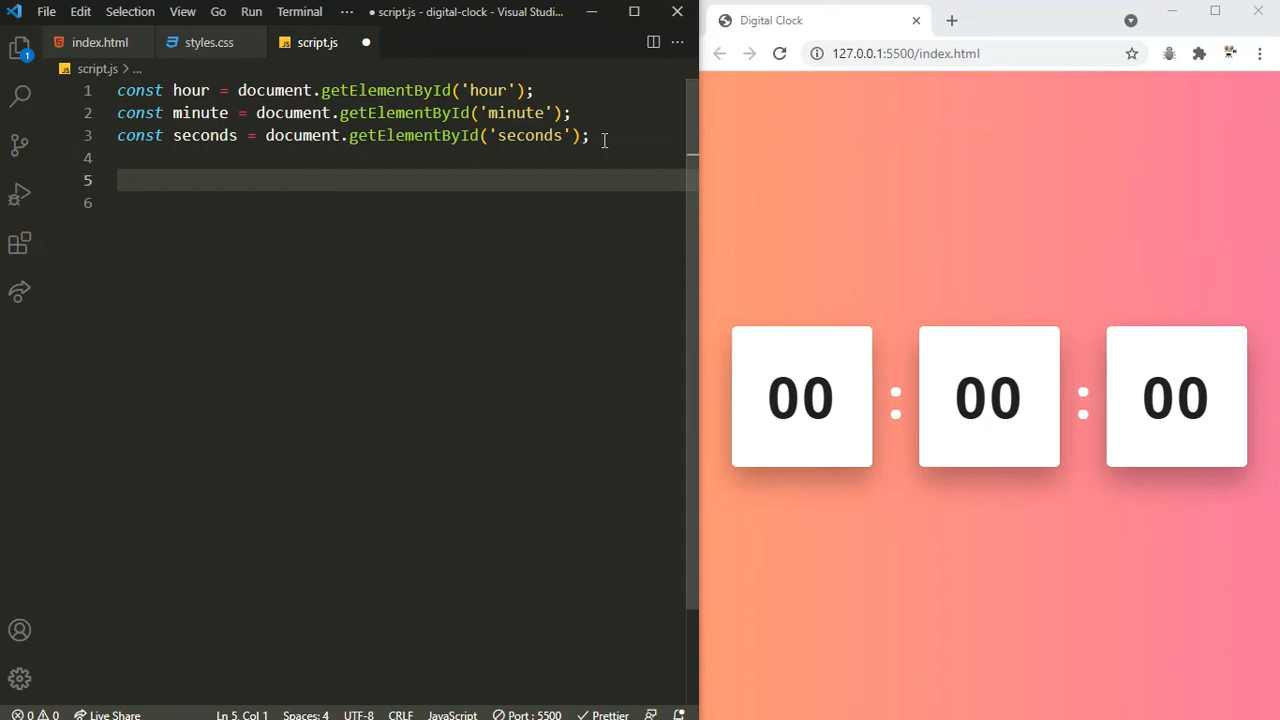 File Edit Selection View Go Run Terminal ··· ● script.js - digital-clock - Visual Studi...
index.html styles.css JS script.js ●
JS script.js > ...
1 const hour = document.getElementById('hour');
2 const minute = document.getElementById('minute');
3 const seconds = document.getElementById('seconds');
4
5
6
1
0 0 Live Share Ln 5, Col 1 Spaces: 4 UTF-8 CRLF JavaScript Port : 5500 Prettier
Digital Clock
127.0.0.1:5500/index.html
00 : 00 : 00